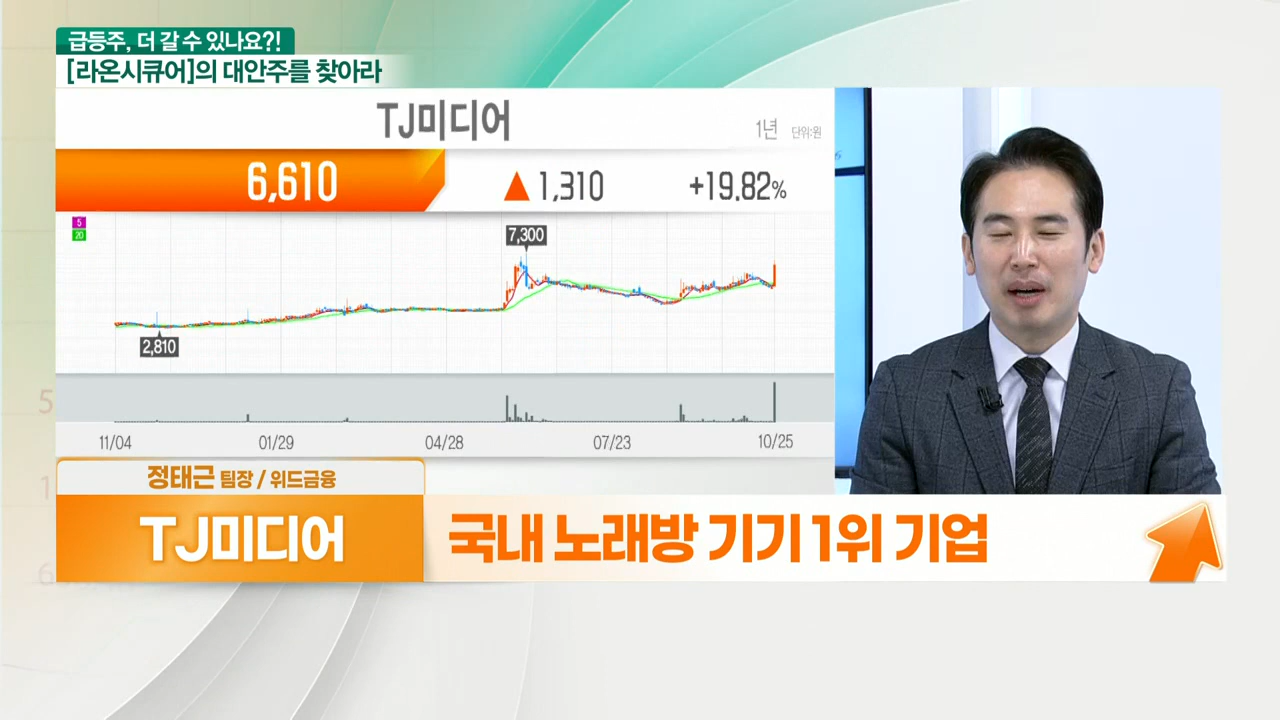 급등주, 더 갈 수 있나요?!
[라온시큐어]의 대안주를 찾아라
TJ미디어
1년 단위:원
6,610 ▲ 1,310 +19.82%
5
20
7,300
2,810
11/04 01/29 04/28 07/23 10/25
정태근 팀장 / 위드금융
TJ미디어
국내 노래방 기기 1위 기업
5
1
6